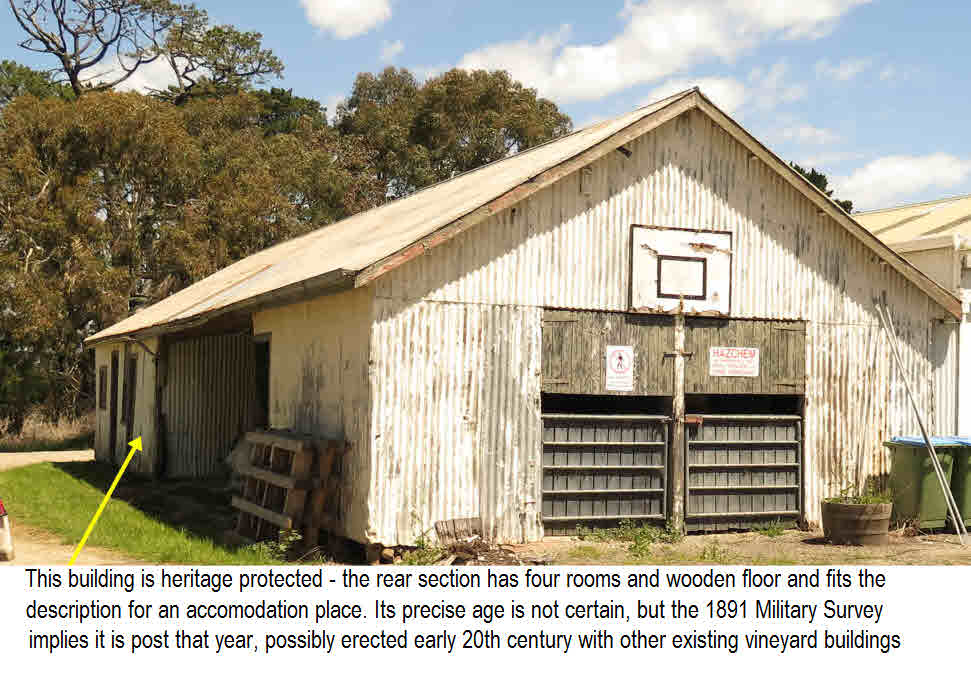 HAZCHEM
This building is heritage protected - the rear section has four rooms and wooden floor and fits the
description for an accomodation place. Its precise age is not certain, but the 1891 Military Survey
implies it is post that year, possibly erected early 20th century with other existing vineyard buildings